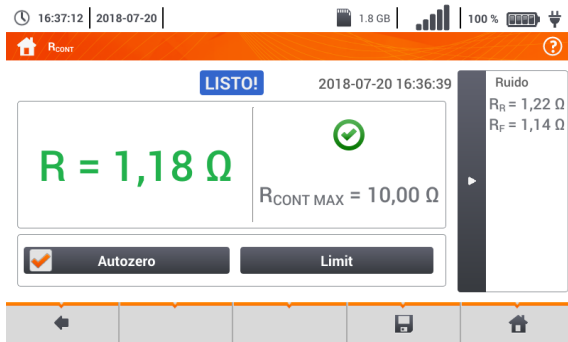 16:37:12 2018-07-20 1.8 GB 100 %
RCONT
LISTO! 2018-07-20 16:36:39
R = 1,18 Ω
RCONT MAX = 10,00 Ω
Autozero Limit
Ruido
RR = 1,22 Ω
RF = 1,14 Ω